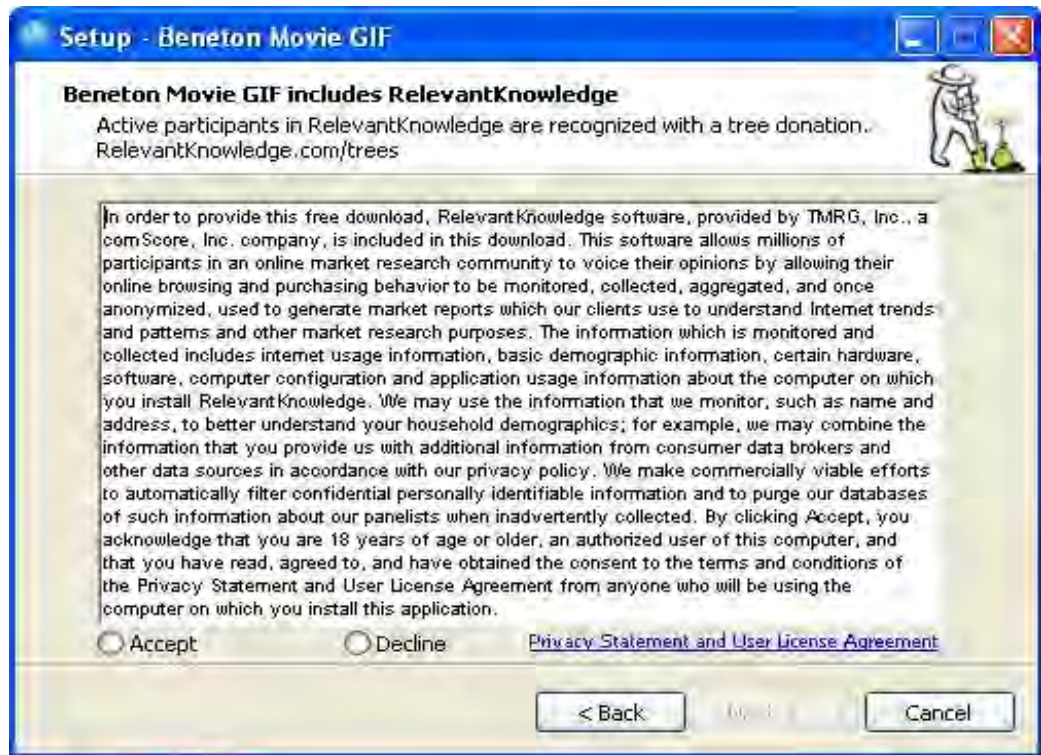 Setup - Beneton Movie GIF
Beneton Movie GIF includes RelevantKnowledge
Active participants in RelevantKnowledge are recognized with a tree donation.
RelevantKnowledge.com/trees
In order to provide this free download, RelevantKnowledge software, provided by TMRG, Inc., a
comScore, Inc. company, is included in this download. This software allows millions of
participants in an online market research community to voice their opinions by allowing their
online browsing and purchasing behavior to be monitored, collected, aggregated, and once
anonymized, used to generate market reports which our clients use to understand Internet trends
and patterns and other market research purposes. The information which is monitored and
collected includes internet usage information, basic demographic information, certain hardware,
software, computer configuration and application usage information about the computer on which
you install RelevantKnowledge. We may use the information that we monitor, such as name and
address, to better understand your household demographics; for example, we may combine the
information that you provide us with additional information from consumer data brokers and
other data sources in accordance with our privacy policy. We make commercially viable efforts
to automatically filter confidential personally identifiable information and to purge our databases
of such information about our panelists when inadvertently collected. By clicking Accept, you
acknowledge that you are 18 years of age or older, an authorized user of this computer, and
that you have read, agreed to, and have obtained the consent to the terms and conditions of
the Privacy Statement and User License Agreement from anyone who will be using the
computer on which you install this application.
Accept Decline Privacy Statement and User License Agreement
< Back Cancel